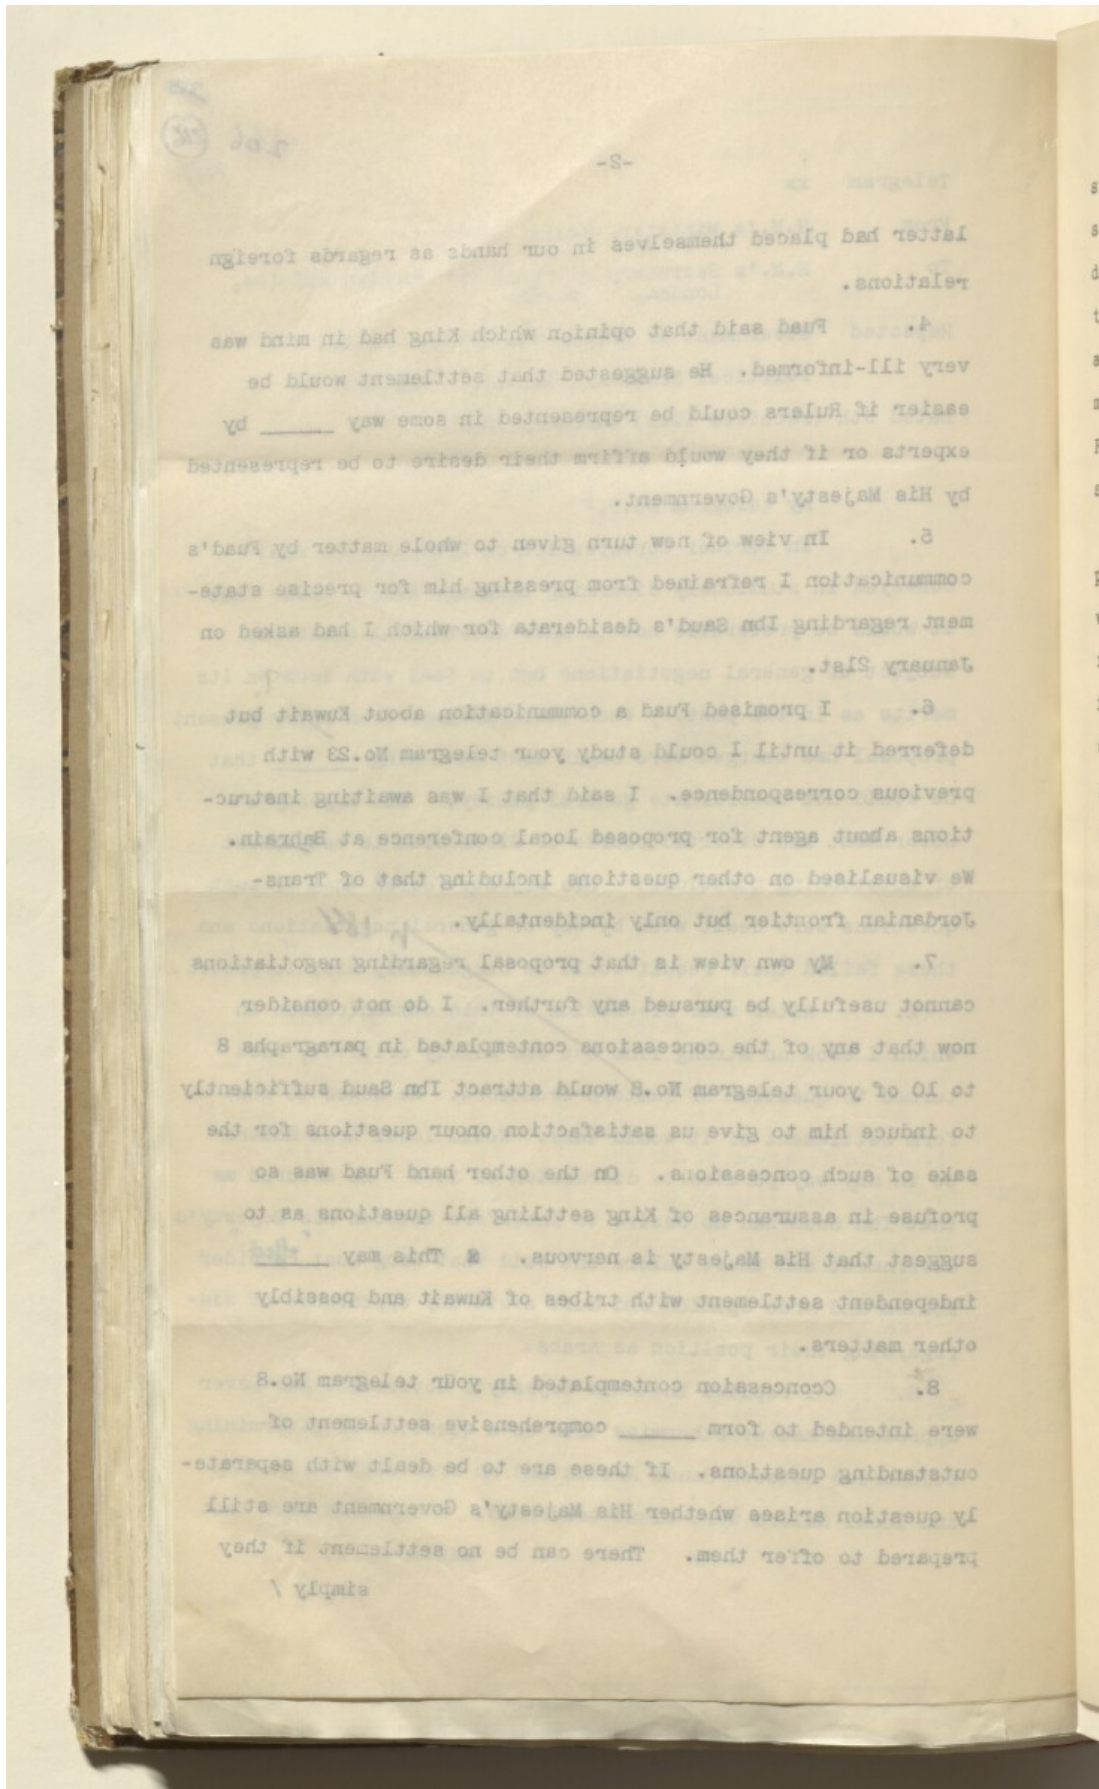 -2-
latter had placed themselves in our hands as regards foreign
relations.
4. Fuad said that opinion which King had in mind was
very ill-informed. He suggested that settlement would be
easier if Rulers could be represented in some way ______ by
experts or if they would affirm their desire to be represented
by His Majesty's Government.
5. In view of new turn given to whole matter by Fuad's
communication I refrained from pressing him for precise state-
ment regarding Ibn Saud's desiderata for which I had asked on
January 21st.
6. I promised Fuad a communication about Kuwait but
deferred it until I could study your telegram No.23 with
previous correspondence. I said that I was awaiting instruc-
tions about agent for proposed local conference at Bahrain.
We visualised on other questions including that of Trans-
Jordanian frontier but only incidentally.
7. My own view is that proposal regarding negotiations
cannot usefully be pursued any further. I do not consider
now that any of the concessions contemplated in paragraphs 8
to 10 of your telegram No.8 would attract Ibn Saud sufficiently
to induce him to give us satisfaction onour questions for the
sake of such concessions. On the other hand Fuad was so
profuse in assurances of King settling all questions as to
suggest that His Majesty is nervous. This may ______
independent settlement with tribes of Kuwait and possibly
other matters.
8. Cconcession contemplated in your telegram No.8
were intended to form ______ comprehensive settlement of
outstanding questions. If these are to be dealt with separate-
ly question arises whether His Majesty's Government are still
prepared to offer them. There can be no settlement if they
simply /